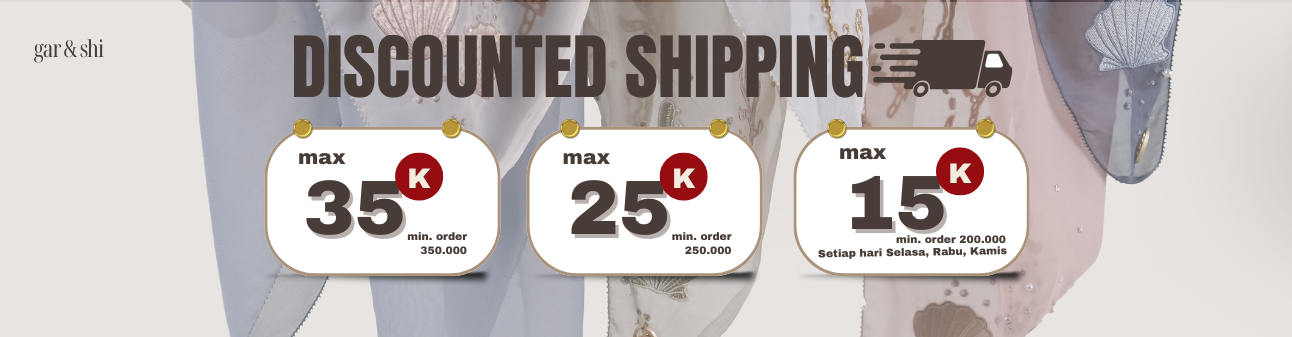 gar & shi
DISCOUNTED SHIPPING
max
35 K
min. order
350.000
max
25 K
min. order
250.000
max
15 K
min. order 200.000
Setiap hari Selasa, Rabu, Kamis